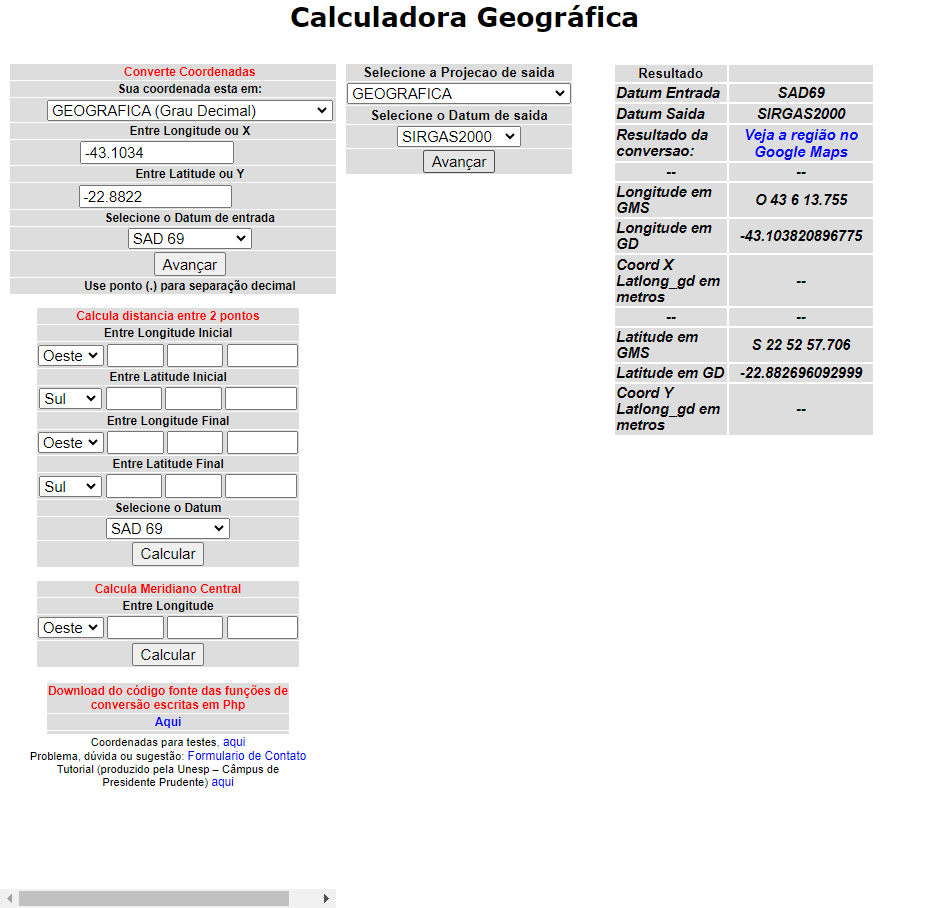 Calculadora Geográfica
Converte Coordenadas
Sua coordenada esta em:
GEOGRAFICA (Grau Decimal)
Entre Longitude ou X
-43.1034
Entre Latitude ou Y
-22.8822
Selecione o Datum de entrada
SAD 69
Avançar
Use ponto (.) para separação decimal
Calcula distancia entre 2 pontos
Entre Longitude Inicial
Oeste
Entre Latitude Inicial
Sul
Entre Longitude Final
Oeste
Entre Latitude Final
Sul
Selecione o Datum
SAD 69
Calcular
Calcula Meridiano Central
Entre Longitude
Oeste
Calcular
Download do código fonte das funções de
conversão escritas em Php
Aqui
Coordenadas para testes, aqui
Problema, dúvida ou sugestão: Formulario de Contato
Tutorial (produzido pela Unesp – Câmpus de
Presidente Prudente) aqui
Selecione a Projecao de saida
GEOGRAFICA
Selecione o Datum de saida
SIRGAS2000
Avançar
Resultado
Datum Entrada SAD69
Datum Saida SIRGAS2000
Resultado da
conversao:
Veja a região no
Google Maps
-- --
Longitude em
GMS
O 43 6 13.755
Longitude em
GD
-43.103820896775
Coord X
Latlong_gd em
metros
--
-- --
Latitude em
GMS
S 22 52 57.706
Latitude em GD -22.882696092999
Coord Y
Latlong_gd em
metros
--